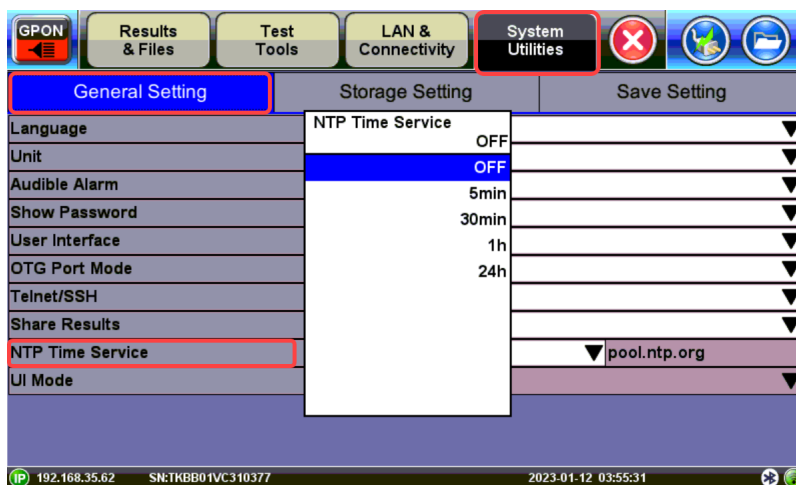 GPON
Results & Files
Test Tools
LAN & Connectivity
System Utilities
General Setting
Storage Setting
Save Setting
Language
Unit
Audible Alarm
Show Password
User Interface
OTG Port Mode
Telnet/SSH
Share Results
NTP Time Service
UI Mode
NTP Time Service
OFF
OFF
5min
30min
1h
24h
pool.ntp.org
IP 192.168.35.62 SN:TKBB01VC310377 2023-01-12 03:55:31